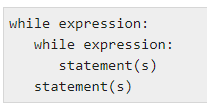 while expression:
   while expression:
      statement(s)
   statement(s)